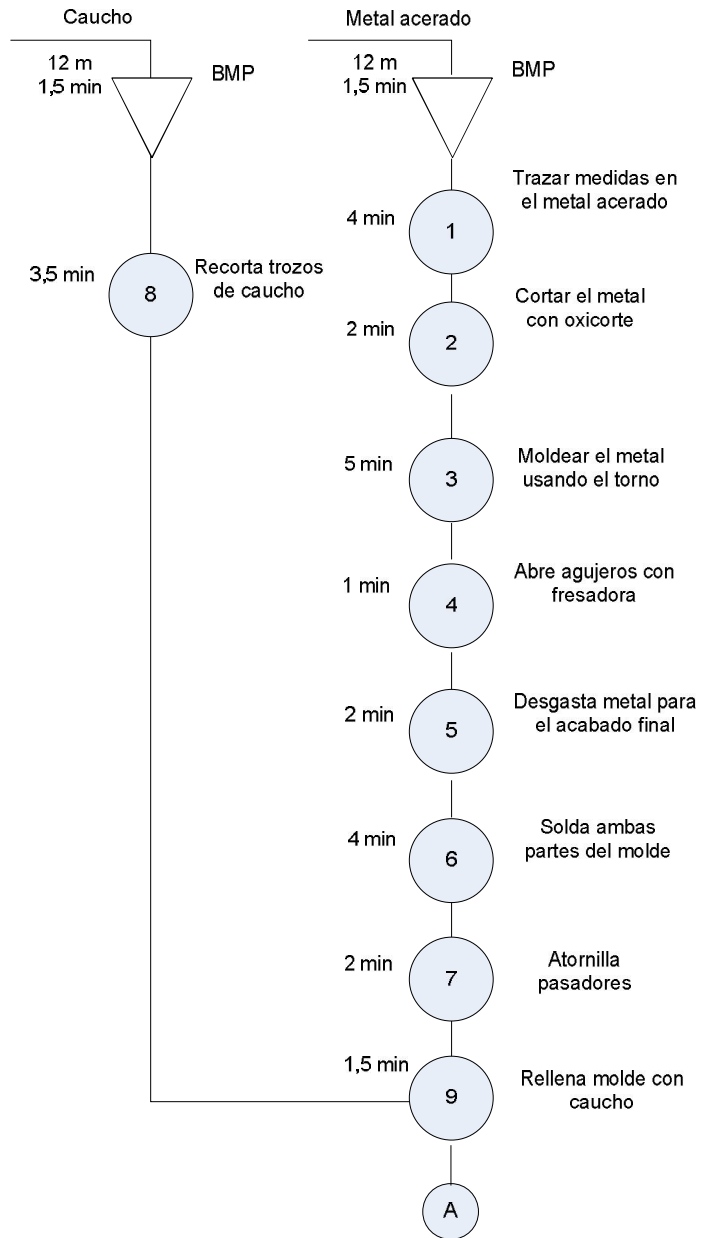 Caucho
12 m
1,5 min
BMP
3,5 min
8
Recorta trozos
de caucho
Metal acerado
12 m
1,5 min
BMP
4 min
1
Trazar medidas en
el metal acerado
2 min
2
Cortar el metal
con oxicorte
5 min
3
Moldear el metal
usando el torno
1 min
4
Abre agujeros con
fresadora
2 min
5
Desgasta metal para
el acabado final
4 min
6
Solda ambas
partes del molde
2 min
7
Atornilla
pasadores
1,5 min
9
Rellena molde con
caucho
A